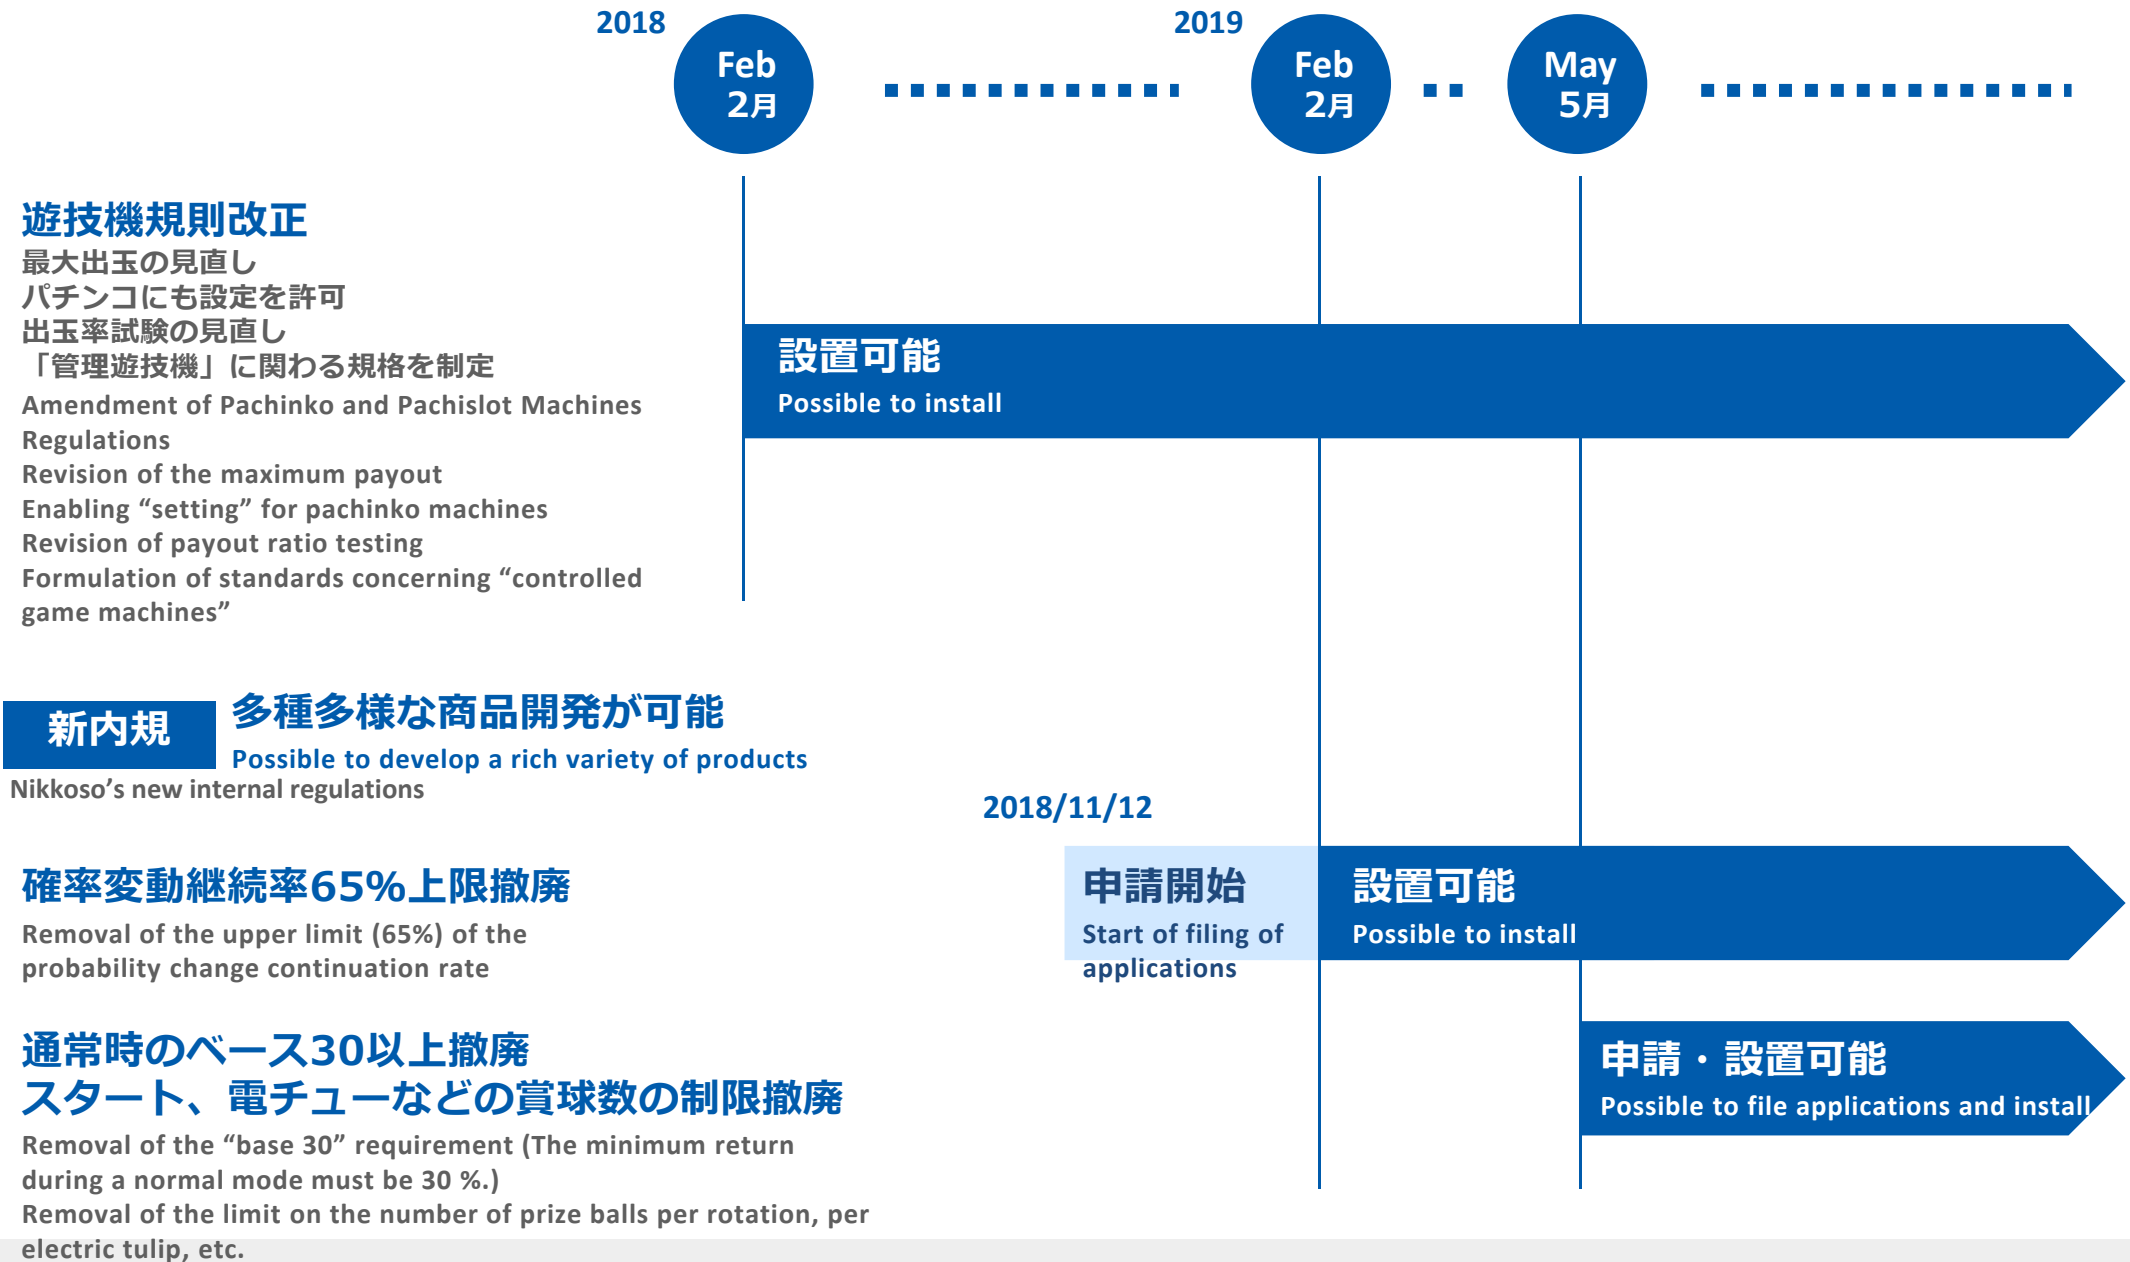 2018
Feb
2月
2019
Feb
2月
May
5月
遊技機規則改正
最大出玉の見直し
パチンコにも設定を許可
出玉率試験の見直し
「管理遊技機」に関わる規格を制定
Amendment of Pachinko and Pachislot Machines
Regulations
Revision of the maximum payout
Enabling “setting” for pachinko machines
Revision of payout ratio testing
Formulation of standards concerning “controlled
game machines”
設置可能
Possible to install
新内規
多種多様な商品開発が可能
Possible to develop a rich variety of products
Nikkoso’s new internal regulations
2018/11/12
確率変動継続率65%上限撤廃
Removal of the upper limit (65%) of the
probability change continuation rate
申請開始
Start of filing of
applications
設置可能
Possible to install
通常時のベース30以上撤廃
スタート、電チューなどの賞球数の制限撤廃
Removal of the “base 30” requirement (The minimum return
during a normal mode must be 30 %.)
Removal of the limit on the number of prize balls per rotation, per
electric tulip, etc.
申請・設置可能
Possible to file applications and install